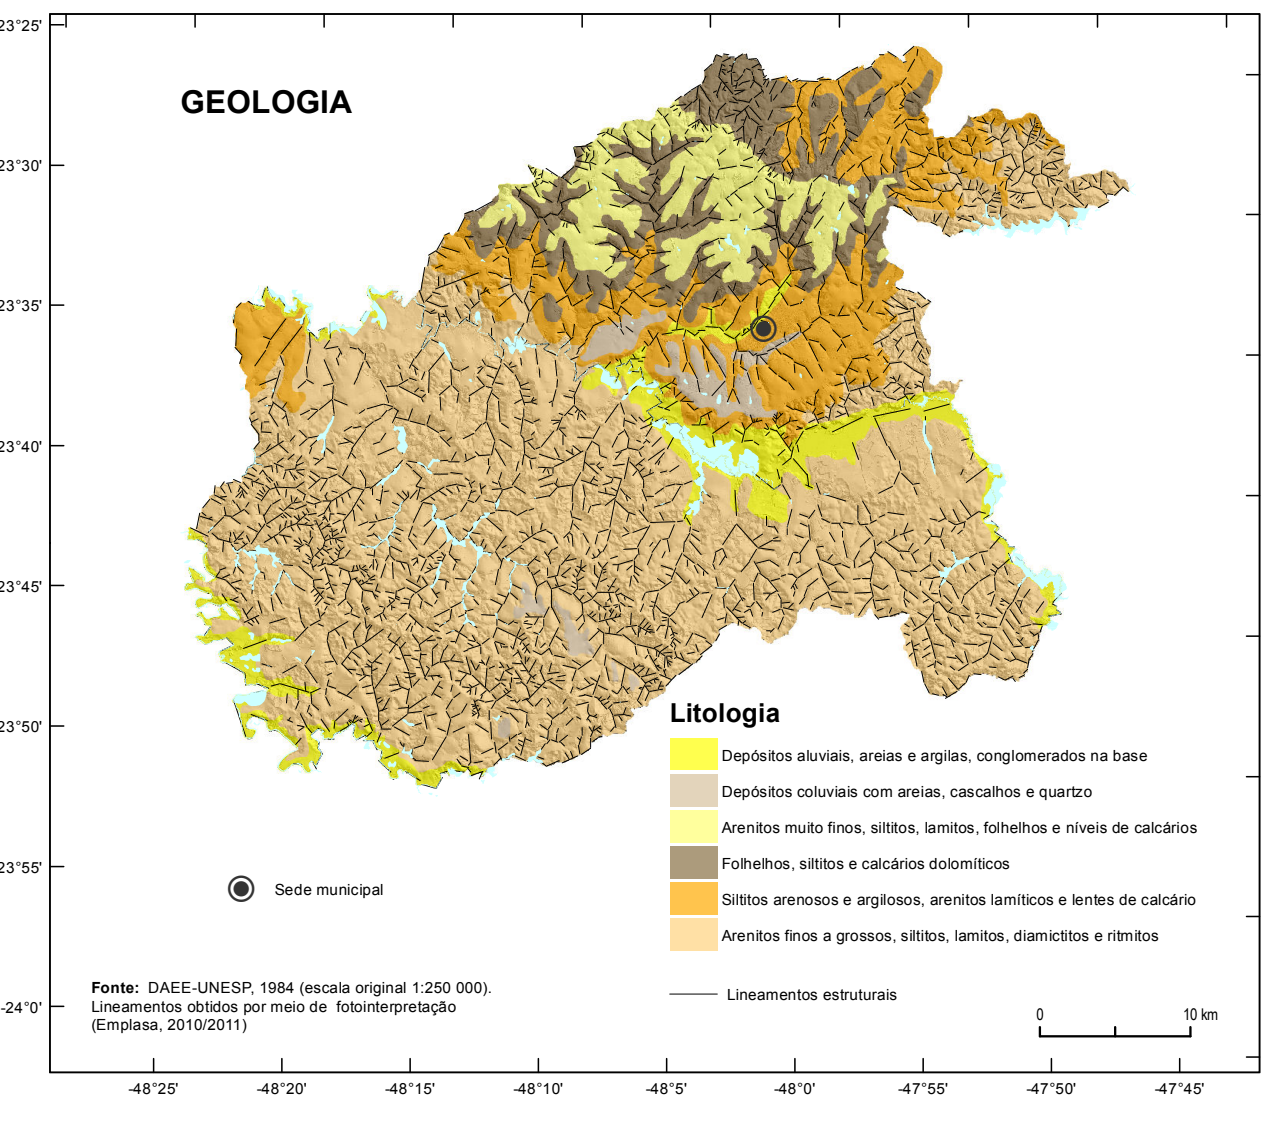 GEOLOGIA
23°25'
23°30'
23°35'
23°40'
23°45'
23°50'
23°55'
-24°0'
Litologia
Depósitos aluviais, areias e argilas, conglomerados na base
Depósitos coluviais com areias, cascalhos e quartzo
Arenitos muito finos, siltitos, lamitos, folhelhos e níveis de calcários
Folhelhos, siltitos e calcários dolomíticos
Siltitos arenosos e argilosos, arenitos lamíticos e lentes de calcário
Arenitos finos a grossos, siltitos, lamitos, diamictitos e ritmitos
Lineamentos estruturais
Sede municipal
Fonte: DAEE-UNESP, 1984 (escala original 1:250 000).
Lineamentos obtidos por meio de fotointerpretação
(Emplasa, 2010/2011)
0 10 km
-48°25' -48°20' -48°15' -48°10' -48°5' -48°0' -47°55' -47°50' -47°45'